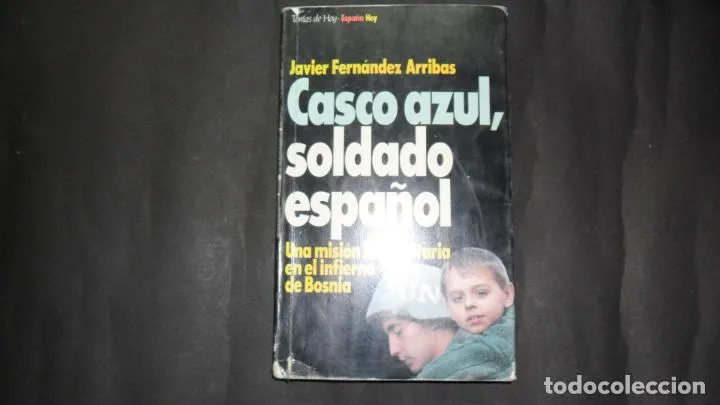 Temas de Hoy · España Hoy
Javier Fernández Arribas
Casco azul,
soldado
español
Una misión
en el infierno
de Bosnia
UN
todocoleccion